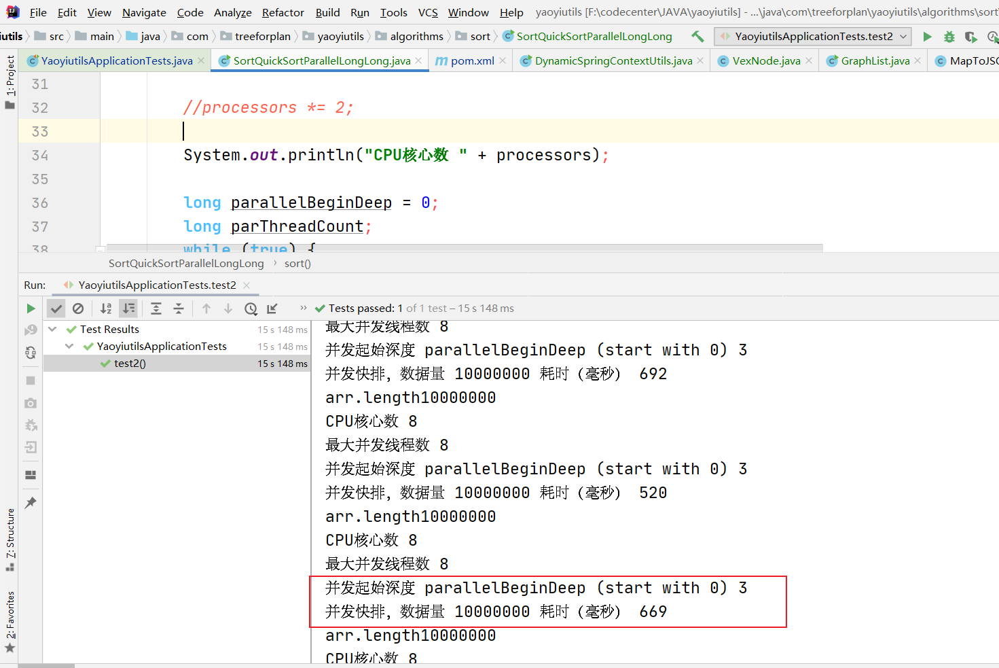 File Edit View Navigate Code Analyze Refactor Build Run Tools VCS Window Help yaoyiutils [F:\codecenter\JAVA\yaoyiutils] - ...\java\com\treeforplan\yaoyiutils\algorithms\sort\
iutils src main java com treeforplan yaoyiutils algorithms sort SortQuickSortParallelLongLong YaoyiutilsApplicationTests.test2
YaoyiutilsApplicationTests.java SortQuickSortParallelLongLong.java pom.xml DynamicSpringContextUtils.java VexNode.java GraphList.java MapToJSO
1: Project
31
32 //processors *= 2;
33
34 System.out.println("CPU核心数 " + processors);
35
36 long parallelBeginDeep = 0;
37 long parThreadCount;
38 while (true) {
SortQuickSortParallelLongLong › sort()
Run: YaoyiutilsApplicationTests.test2
Tests passed: 1 of 1 test – 15 s 148 ms
Test Results 15 s 148 ms
YaoyiutilsApplicationTests 15 s 148 ms
test2() 15 s 148 ms
最大并发线程数 8
并发起始深度 parallelBeginDeep (start with 0) 3
并发快排，数据量 10000000 耗时（毫秒） 692
arr.length10000000
CPU核心数 8
最大并发线程数 8
并发起始深度 parallelBeginDeep (start with 0) 3
并发快排，数据量 10000000 耗时（毫秒） 520
arr.length10000000
CPU核心数 8
最大并发线程数 8
并发起始深度 parallelBeginDeep (start with 0) 3
并发快排，数据量 10000000 耗时（毫秒） 669
arr.length10000000
CPU核心数 8
7: Structure
2: Favorites